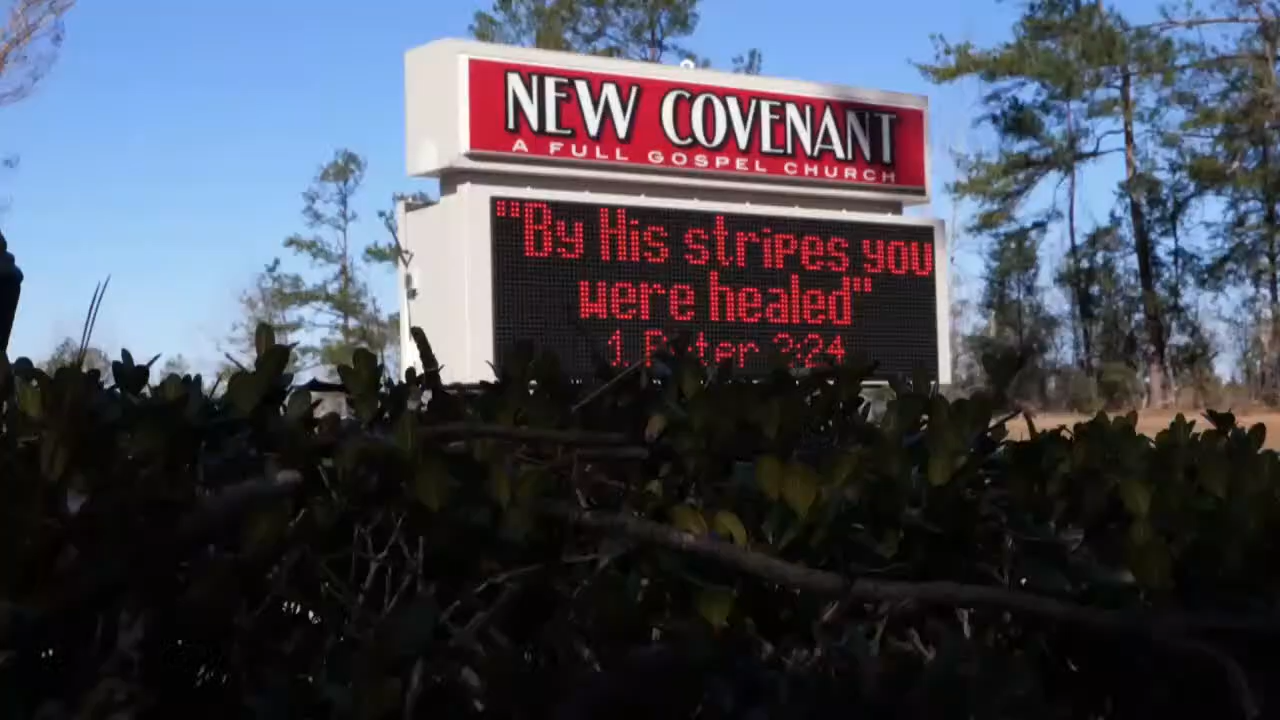 NEW COVENANT
A FULL GOSPEL CHURCH
"By His stripes you
were healed"
1 Peter 2:24